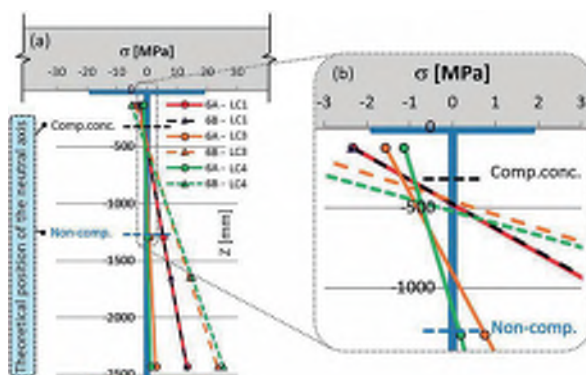 (a)
σ [MPa]
-30 -20 -10 0 10 20 30
0
Comp.conc.
-500
Non-comp.
-1000
-1500
-2000
Z [mm]
6A - LC1
6B - LC1
6A - LC3
6B - LC3
6A - LC4
6B - LC4
Theoretical position of the neutral axis
(b)
σ [MPa]
-3 -2 -1 0 1 2 3
0
Comp.conc.
-500
-1000
Non-comp.